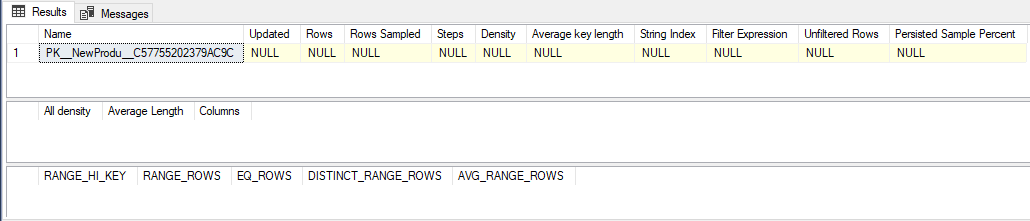 Results Messages
Name Updated Rows Rows Sampled Steps Density Average key length String Index Filter Expression Unfiltered Rows Persisted Sample Percent
1 PK__NewProdu__C57755202379AC9C NULL NULL NULL NULL NULL NULL NULL NULL NULL NULL
All density Average Length Columns
RANGE_HI_KEY RANGE_ROWS EQ_ROWS DISTINCT_RANGE_ROWS AVG_RANGE_ROWS